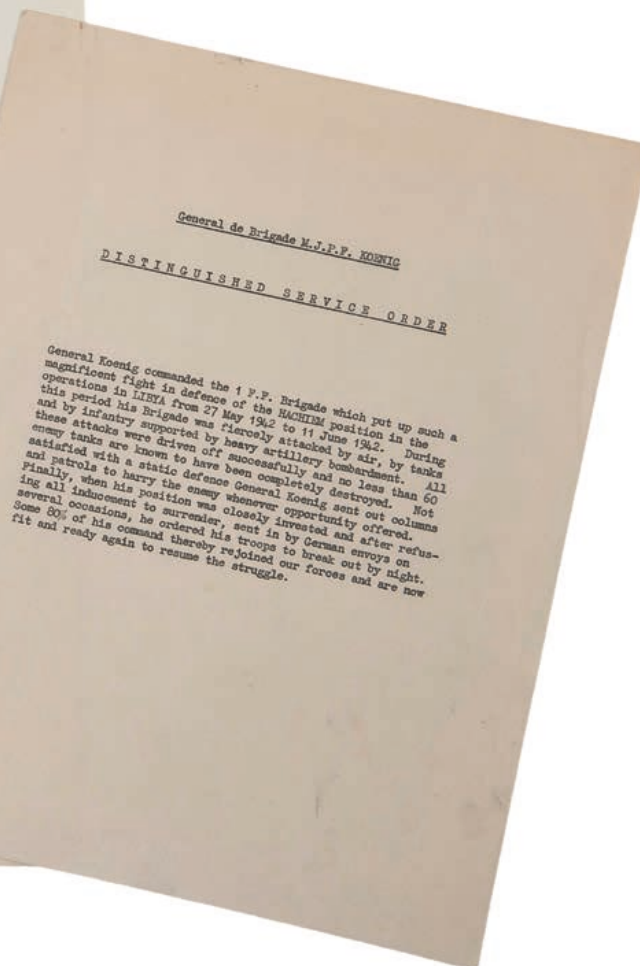 General de Brigade M.J.P.F. KOENIG
DISTINGUISHED SERVICE ORDER
General Koenig commanded the 1 F.F. Brigade which put up such a
magnificent fight in defence of the HACHIEM position in the
operations in LIBYA from 27 May 1942 to 11 June 1942. During
this period his Brigade was fiercely attacked by air, by tanks
and by infantry supported by heavy artillery bombardment. All
these attacks were driven off successfully and no less than 60
enemy tanks are known to have been completely destroyed. Not
satisfied with a static defence General Koenig sent out columns
and patrols to harry the enemy whenever opportunity offered.
Finally, when his position was closely invested and after refus-
ing all inducement to surrender, sent in by German envoys on
several occasions, he ordered his troops to break out by night.
Some 80% of his command thereby rejoined our forces and are now
fit and ready again to resume the struggle.